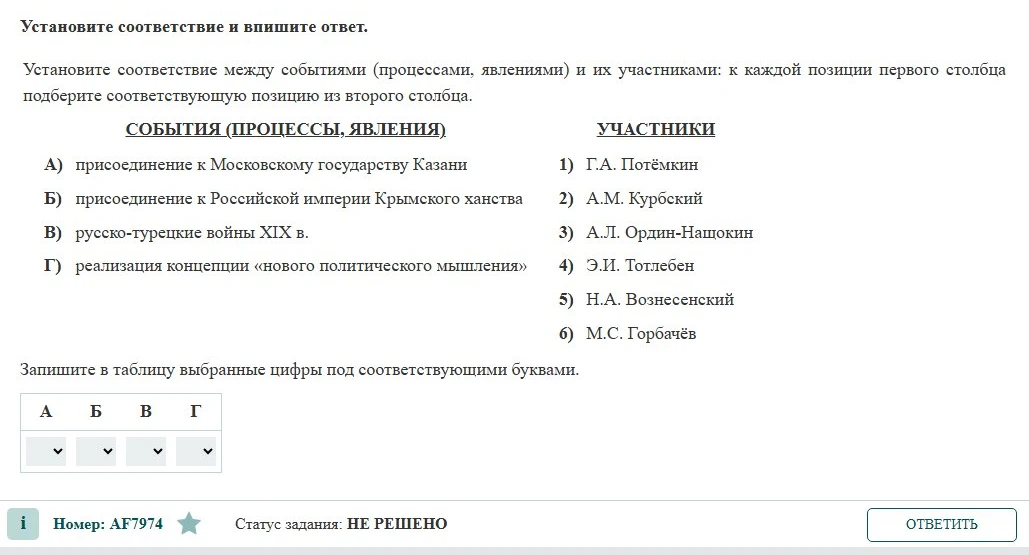 Установите соответствие и впишите ответ.
Установите соответствие между событиями (процессами, явлениями) и их участниками: к каждой позиции первого столбца
подберите соответствующую позицию из второго столбца.
СОБЫТИЯ (ПРОЦЕССЫ, ЯВЛЕНИЯ) УЧАСТНИКИ
А) присоединение к Московскому государству Казани 1) Г.А. Потёмкин
Б) присоединение к Российской империи Крымского ханства 2) А.М. Курбский
В) русско-турецкие войны XIX в. 3) А.Л. Ордин-Нащокин
Г) реализация концепции «нового политического мышления» 4) Э.И. Тотлебен
5) Н.А. Вознесенский
6) М.С. Горбачёв
Запишите в таблицу выбранные цифры под соответствующими буквами.
А Б В Г
i Номер: AF7974 Статус задания: НЕ РЕШЕНО ОТВЕТИТЬ